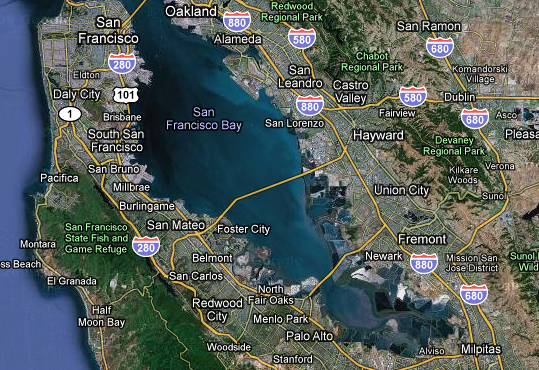 Oakland
Redwood
Regional Park
San
Francisco
880
Alameda
580
San Ramon
680
280
Eldton
San
Leandro
Chabot
Regional Park
Komandorski
Village
Daly City
101
Castro
Valley
580
Dublin
1
Brisbane
San
Francisco Bay
880
San Lorenzo
Fairview
680
Asco
South San
Francisco
Hayward
Pleasa
Devaney
Regional Park
San Bruno
Verona
Pacifica
Millbrae
Kilkare
Woods
Burlingame
Union City
Sunol
San Francisco
State Fish and
Game Refuge
San Mateo
Foster City
Montara
280
Fremont
Belmont
Newark
Mission San
Jose District
Sunol
Wild
ss Beach
San Carlos
880
El Granada
North
Fair Oaks
680
Half
Moon Bay
Redwood
City
Menlo Park
Palo Alto
Woodside
Stanford
Alviso
Milpitas